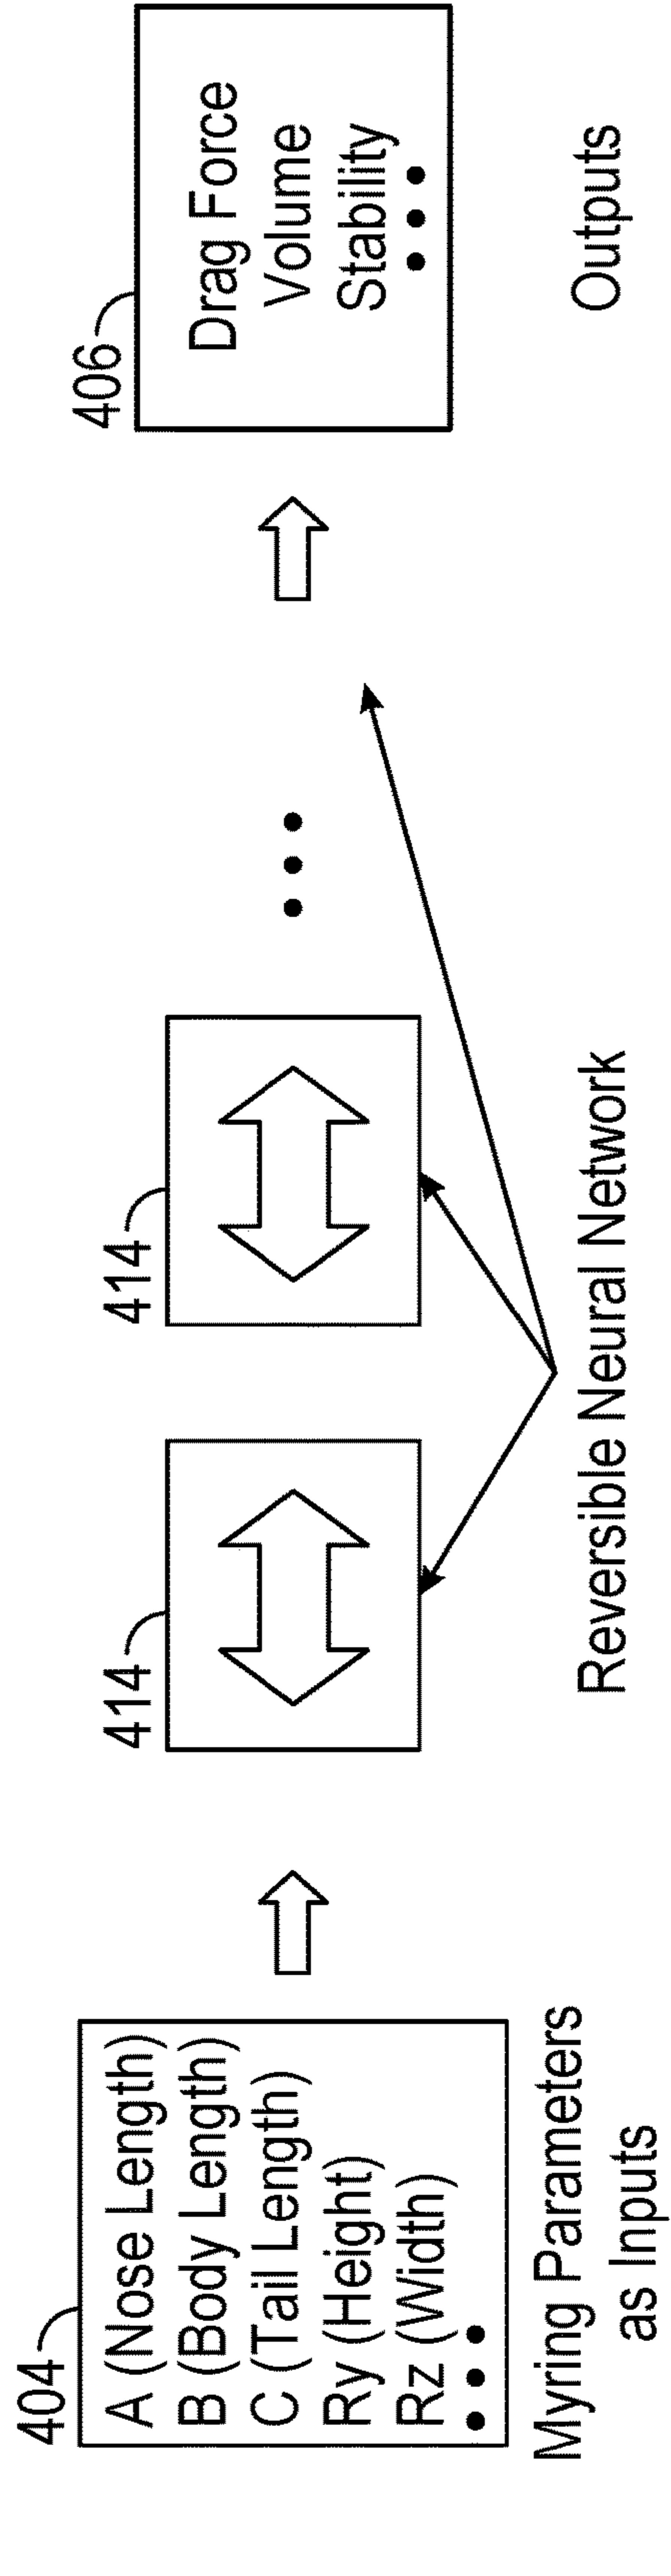 404
A (Nose Length)
B (Body Length)
C (Tail Length)
Ry (Height)
Rz (Width)
•••
Myring Parameters
as Inputs
414
414
•••
Reversible Neural Network
406
Drag Force
Volume
Stability
•••
Outputs